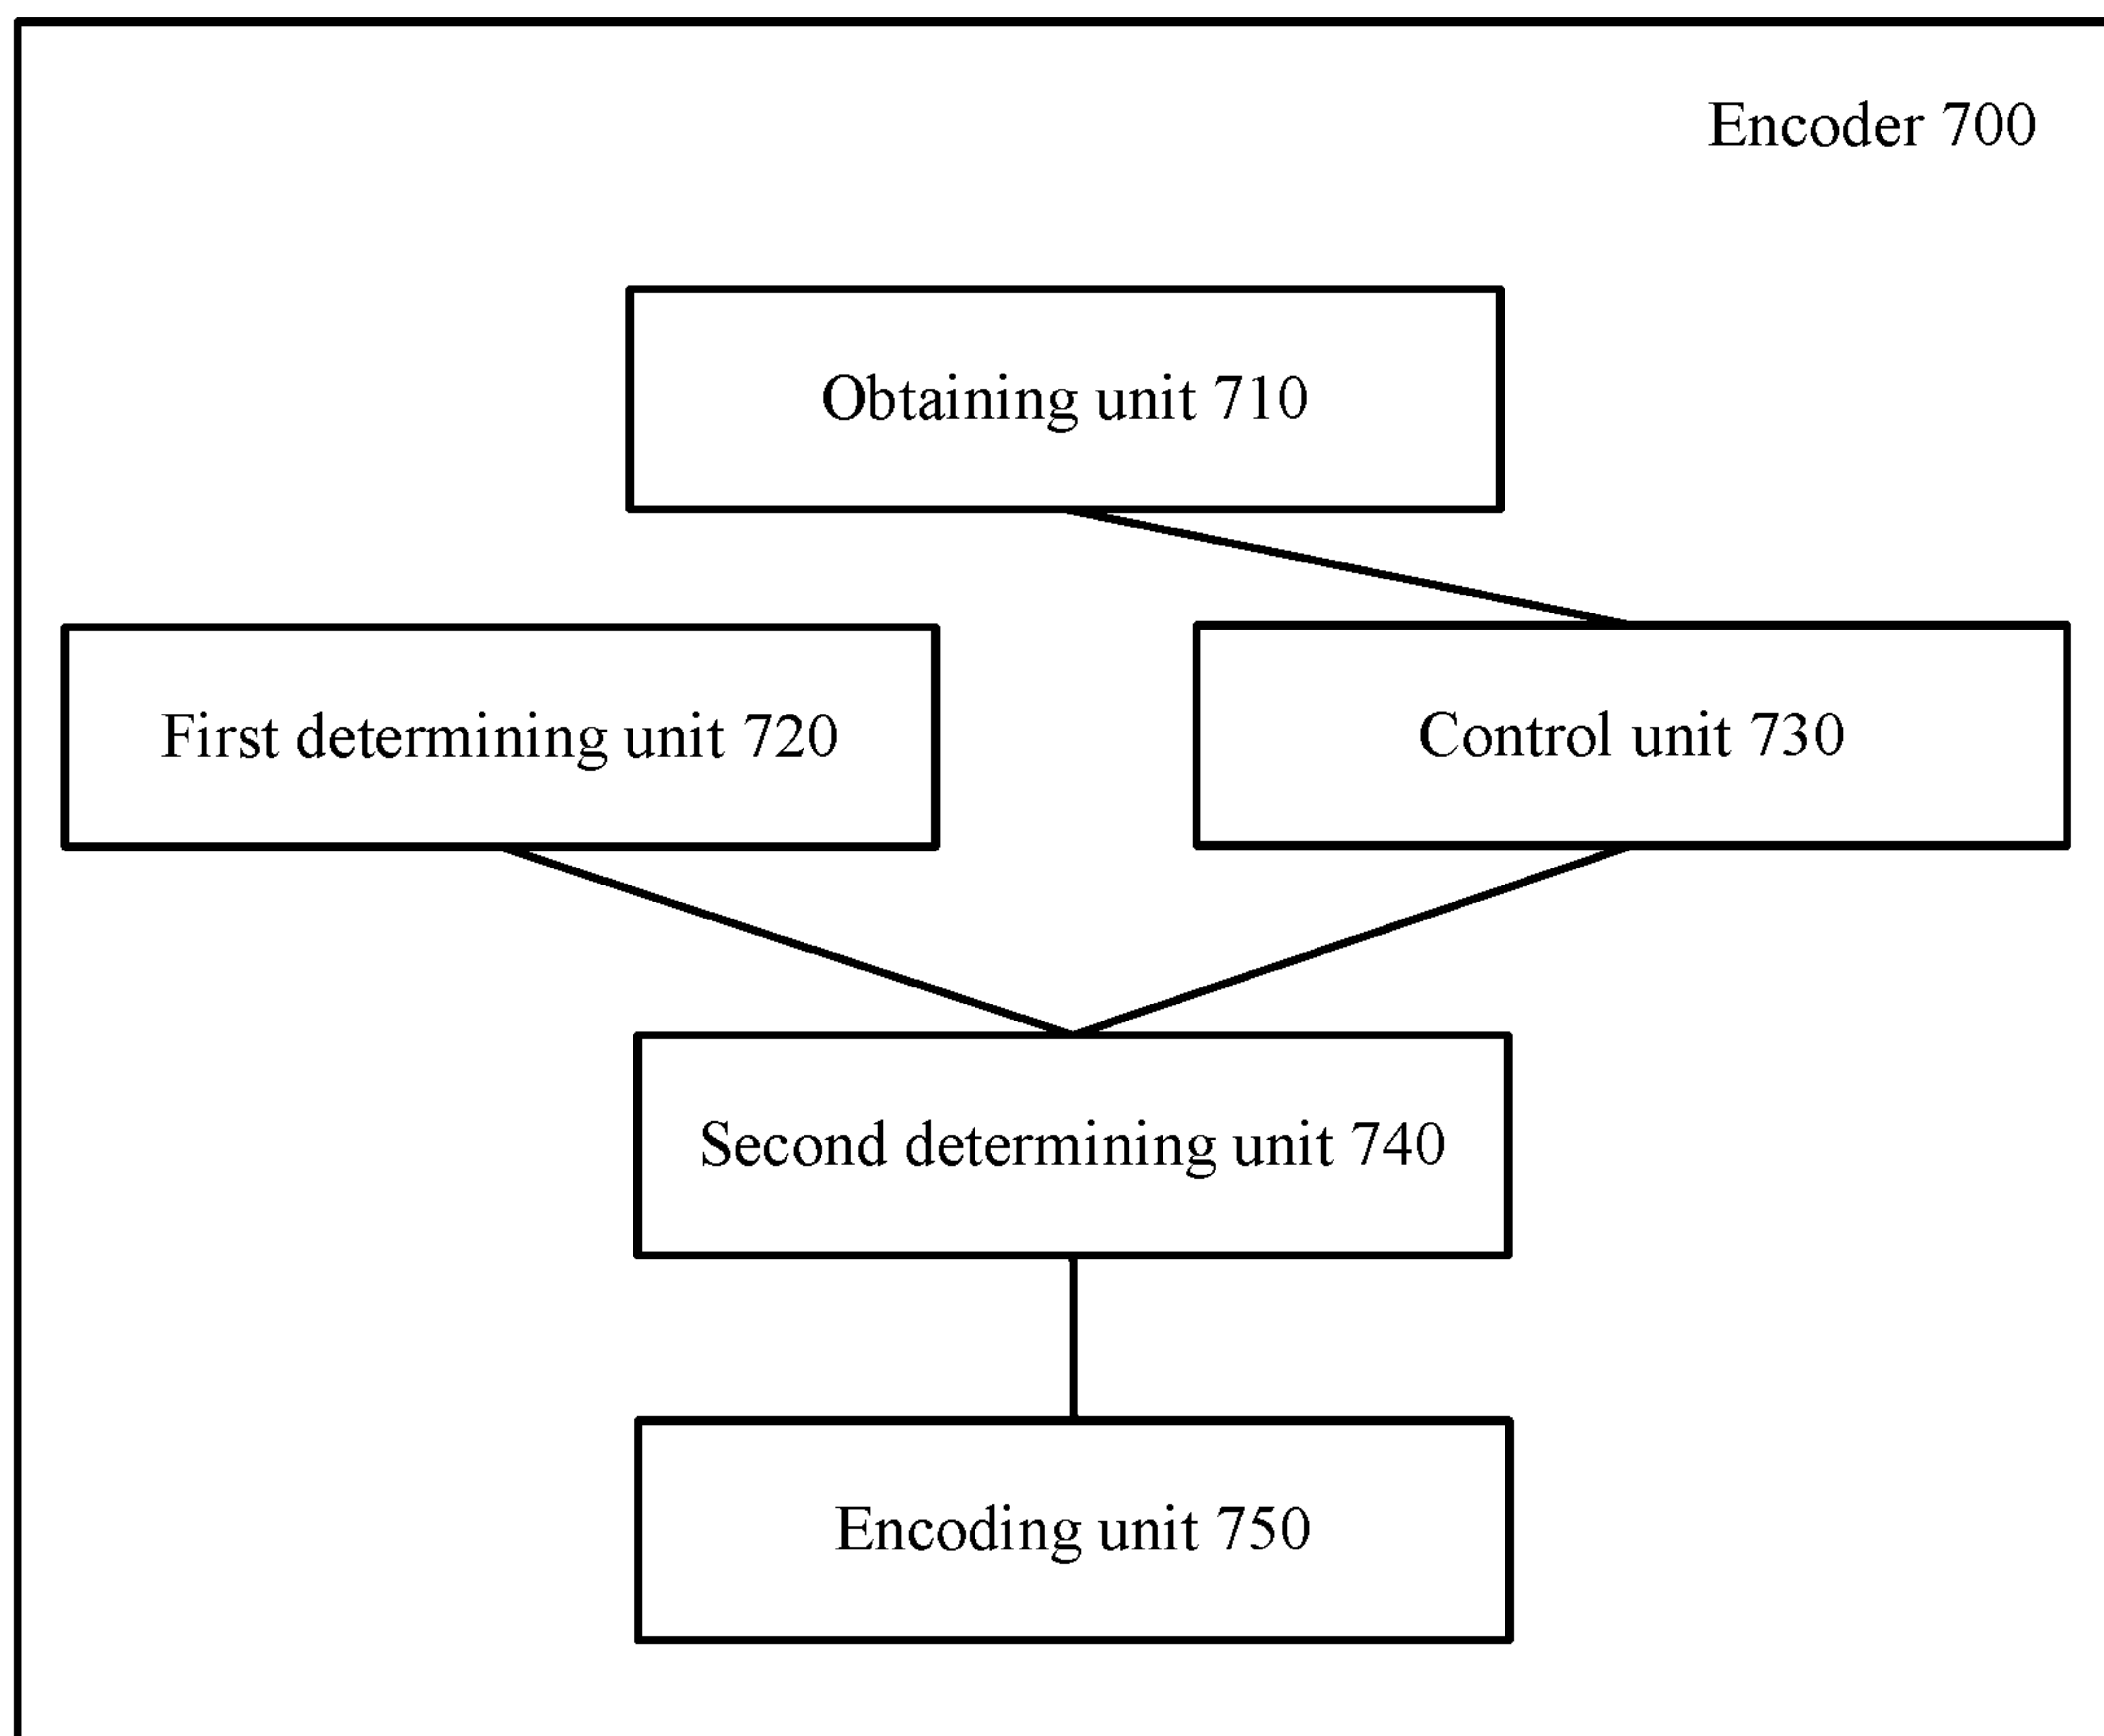 Encoder 700
Obtaining unit 710
First determining unit 720
Control unit 730
Second determining unit 740
Encoding unit 750